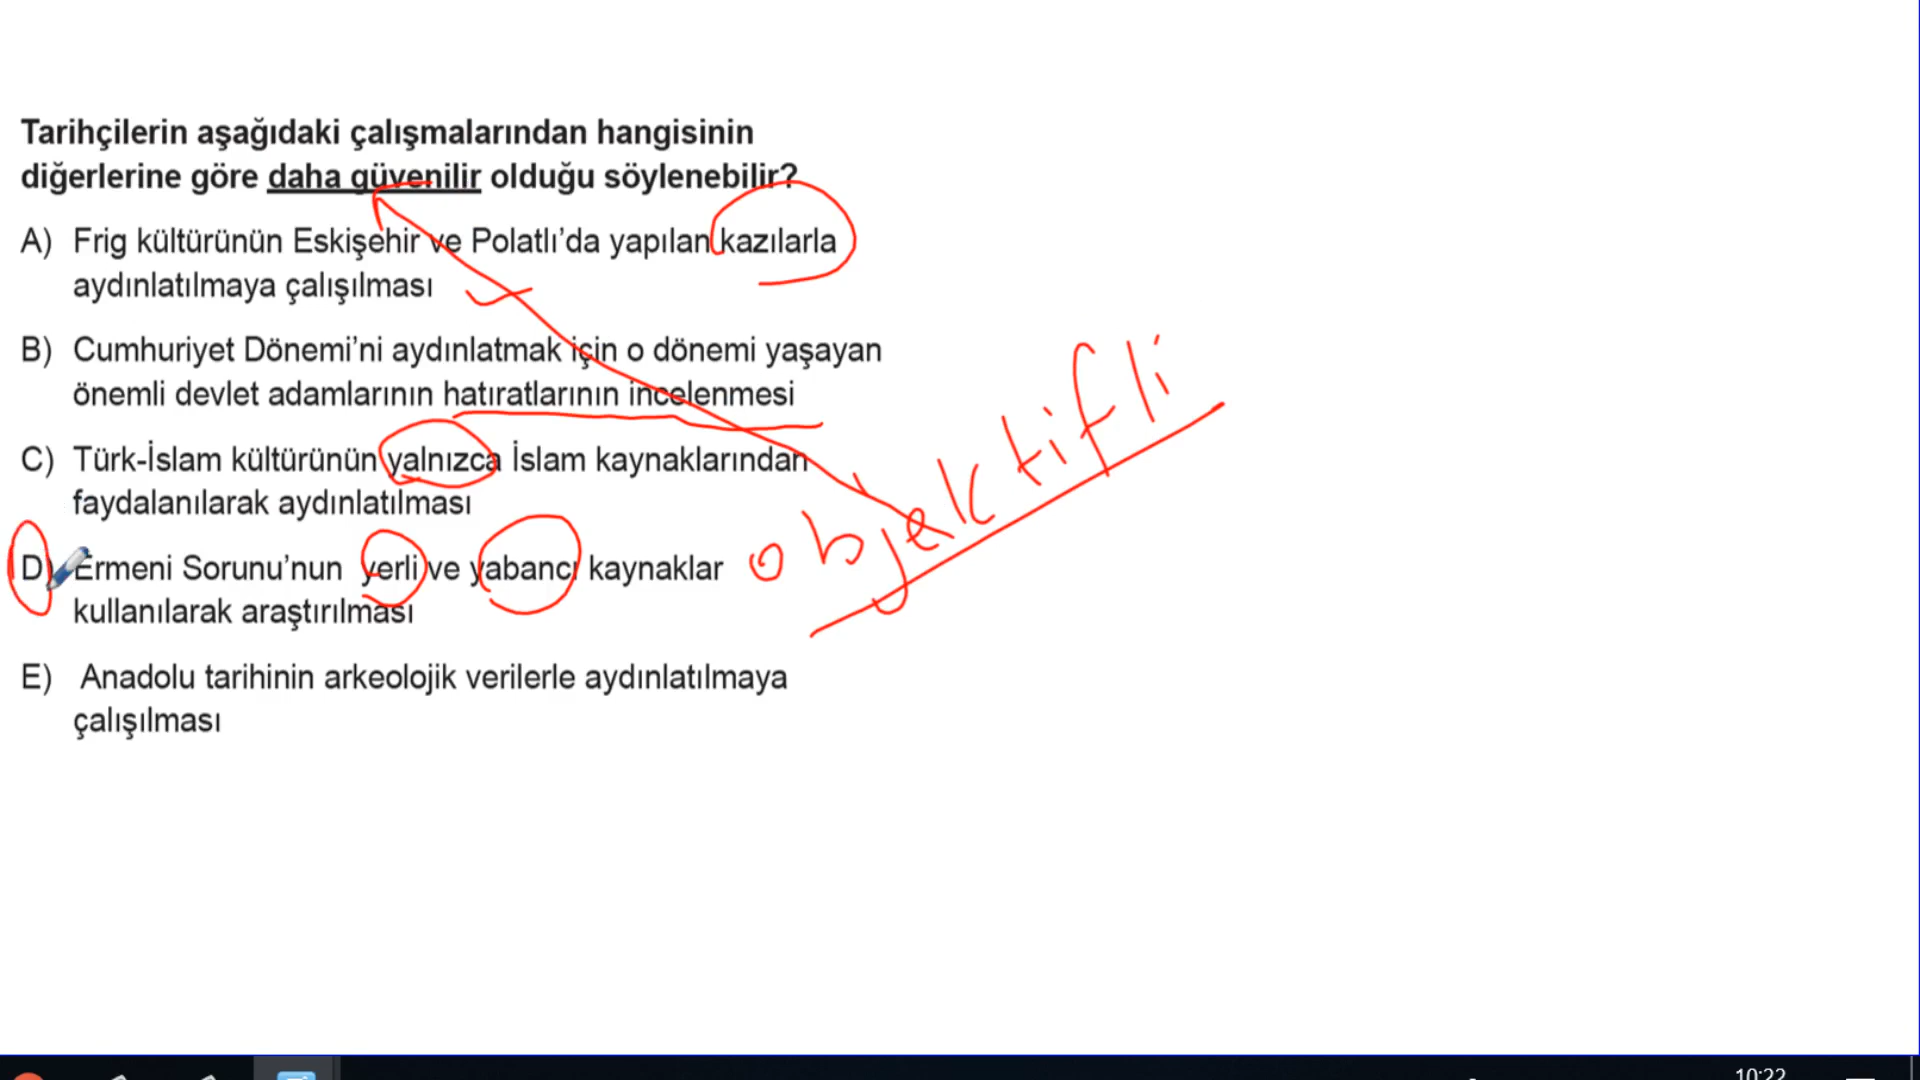 Tarihçilerin aşağıdaki çalışmalarından hangisinin
diğerlerine göre daha güvenilir olduğu söylenebilir?
A) Frig kültürünün Eskişehir ve Polatlı’da yapılan kazılarla
aydınlatılmaya çalışılması
B) Cumhuriyet Dönemi’ni aydınlatmak için o dönemi yaşayan
önemli devlet adamlarının hatıratlarının incelenmesi
C) Türk-İslam kültürünün yalnızca İslam kaynaklarından
faydalanılarak aydınlatılması
D) Ermeni Sorunu’nun yerli ve yabancı kaynaklar
kullanılarak araştırılması
objektifli
E) Anadolu tarihinin arkeolojik verilerle aydınlatılmaya
çalışılması
10:22